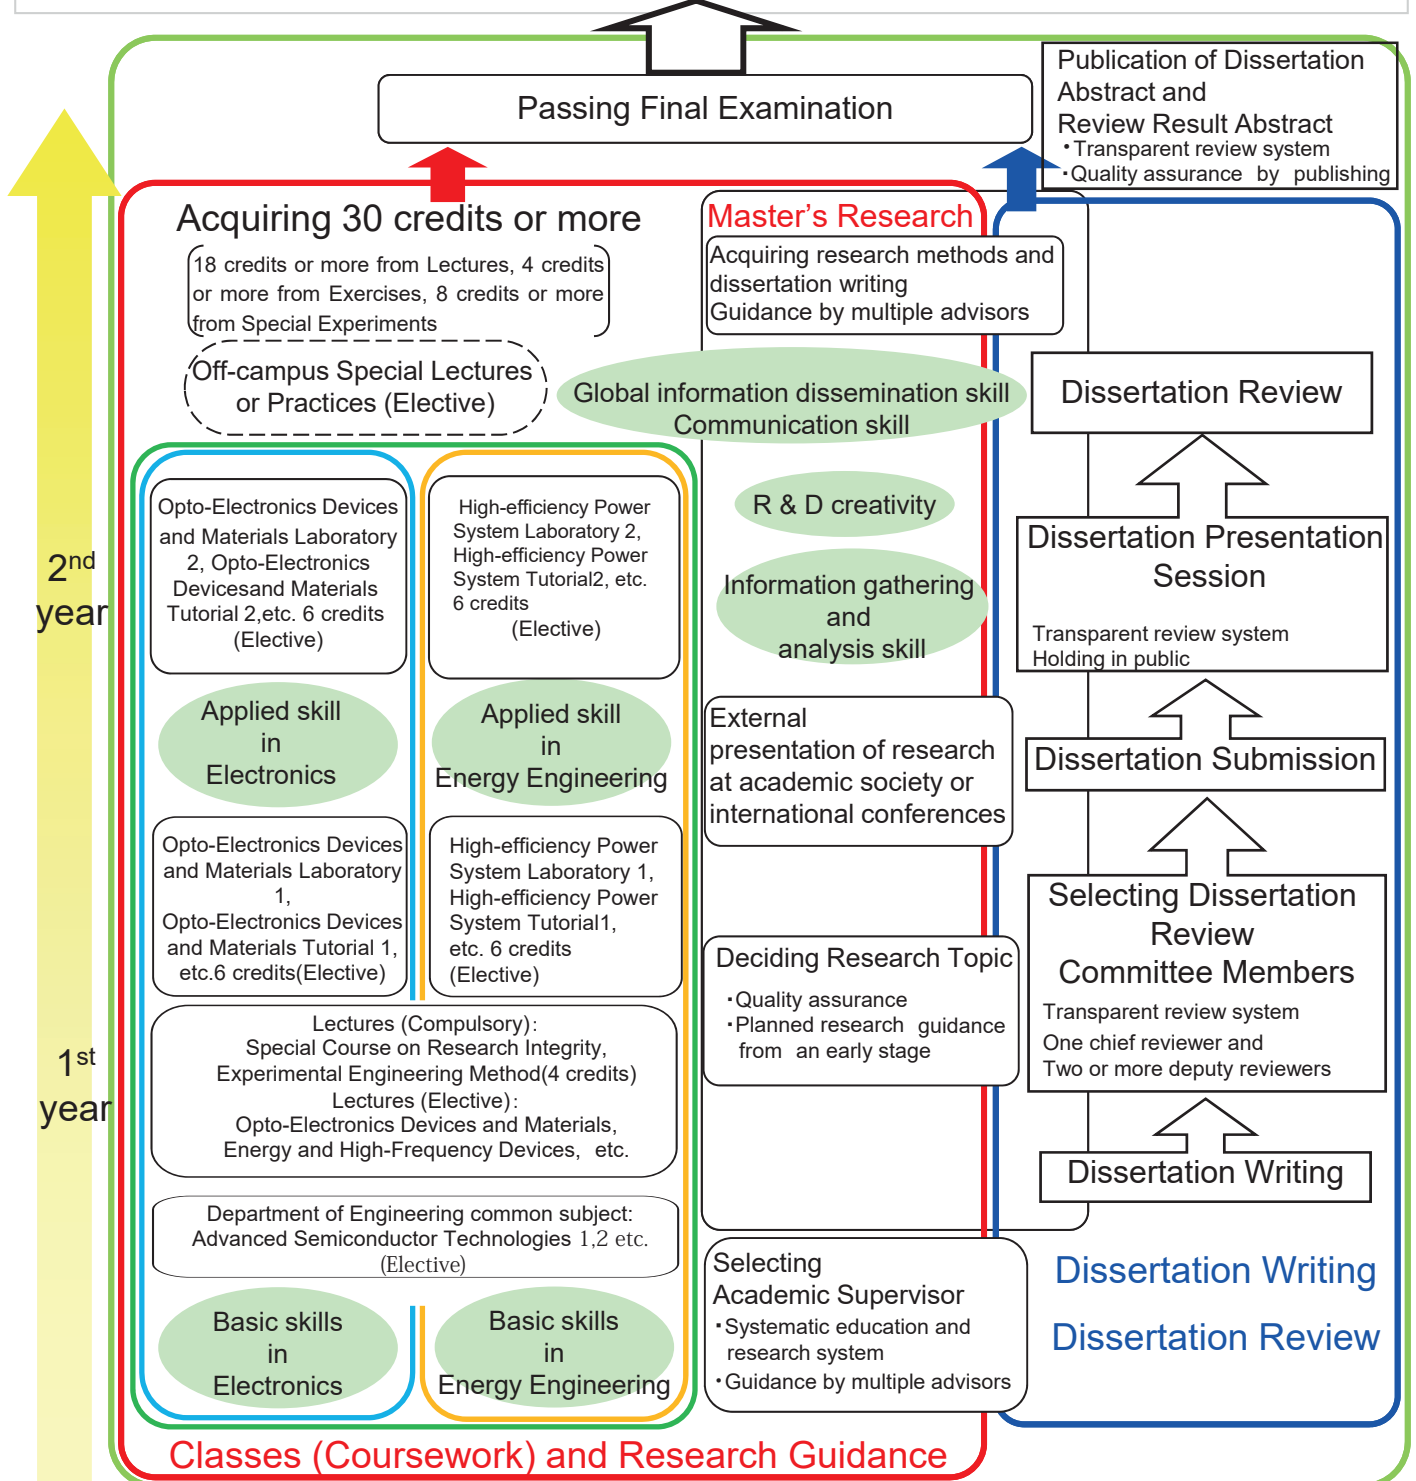 Passing Final Examination
Publication of Dissertation
Abstract and
Review Result Abstract
・Transparent review system
・Quality assurance by publishing
2nd
year
1st
year
Acquiring 30 credits or more
18 credits or more from Lectures, 4 credits
or more from Exercises, 8 credits or more
from Special Experiments
Off-campus Special Lectures
or Practices (Elective)
Opto-Electronics Devices
and Materials Laboratory
2, Opto-Electronics
Devicesand Materials
Tutorial 2,etc. 6 credits
(Elective)
High-efficiency Power
System Laboratory 2,
High-efficiency Power
System Tutorial2, etc.
6 credits
(Elective)
Applied skill
in
Electronics
Applied skill
in
Energy Engineering
Opto-Electronics Devices
and Materials Laboratory
1,
Opto-Electronics Devices
and Materials Tutorial 1,
etc.6 credits(Elective)
High-efficiency Power
System Laboratory 1,
High-efficiency Power
System Tutorial1,
etc. 6 credits
(Elective)
Lectures (Compulsory):
Special Course on Research Integrity,
Experimental Engineering Method(4 credits)
Lectures (Elective):
Opto-Electronics Devices and Materials,
Energy and High-Frequency Devices, etc.
Department of Engineering common subject:
Advanced Semiconductor Technologies 1,2 etc.
(Elective)
Basic skills
in
Electronics
Basic skills
in
Energy Engineering
Classes (Coursework) and Research Guidance
Master's Research
Acquiring research methods and
dissertation writing
Guidance by multiple advisors
Global information dissemination skill
Communication skill
R & D creativity
Information gathering
and
analysis skill
External
presentation of research
at academic society or
international conferences
Deciding Research Topic
・Quality assurance
・Planned research guidance
from an early stage
Selecting
Academic Supervisor
・Systematic education and
research system
・Guidance by multiple advisors
Dissertation Review
Dissertation Presentation
Session
Transparent review system
Holding in public
Dissertation Submission
Selecting Dissertation
Review
Committee Members
Transparent review system
One chief reviewer and
Two or more deputy reviewers
Dissertation Writing
Dissertation Writing
Dissertation Review